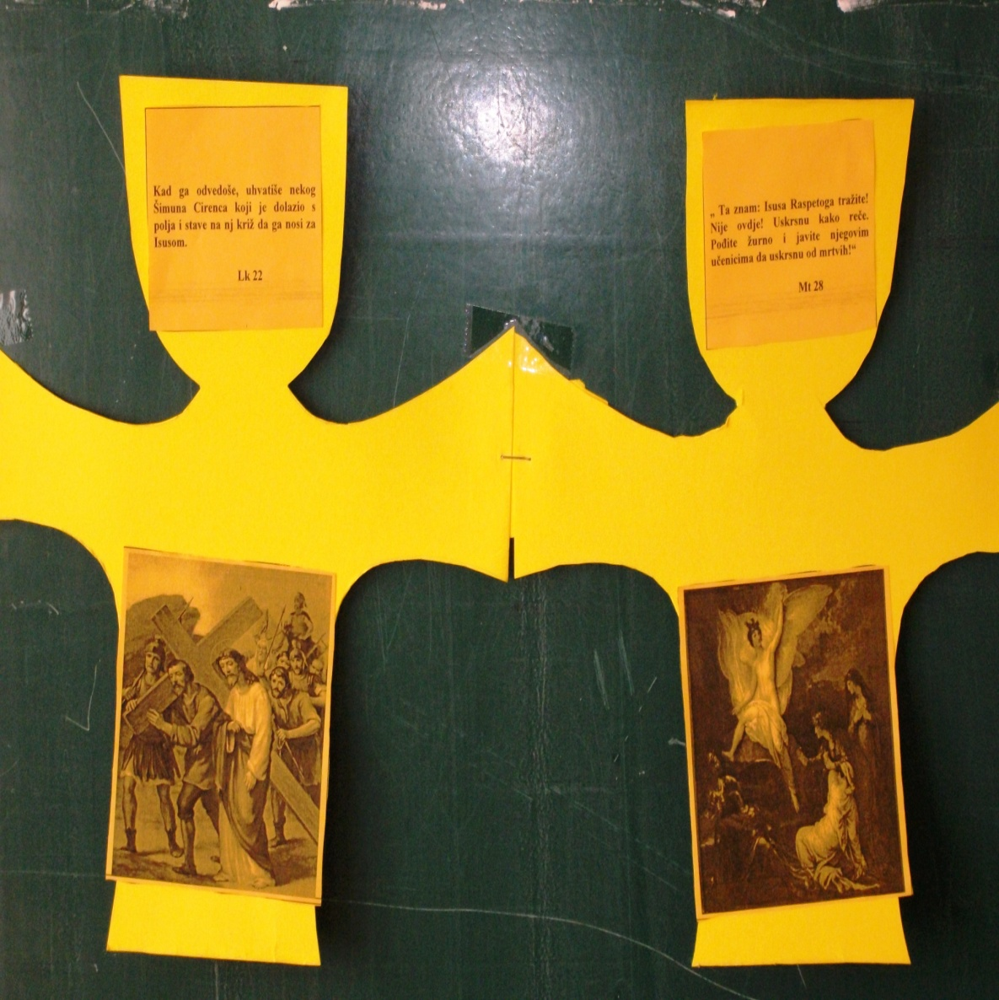 Kad ga odvedoše, uhvatiše nekog
Šimuna Cirenca koji je dolazio s
polja i stave na nj križ da ga nosi za
Isusom.
Lk 22
„ Ta znam: Isusa Raspetoga tražite!
Nije ovdje! Uskrsnu kako reče.
Pođite žurno i javite njegovim
učenicima da uskrsnu od mrtvih!“
Mt 28